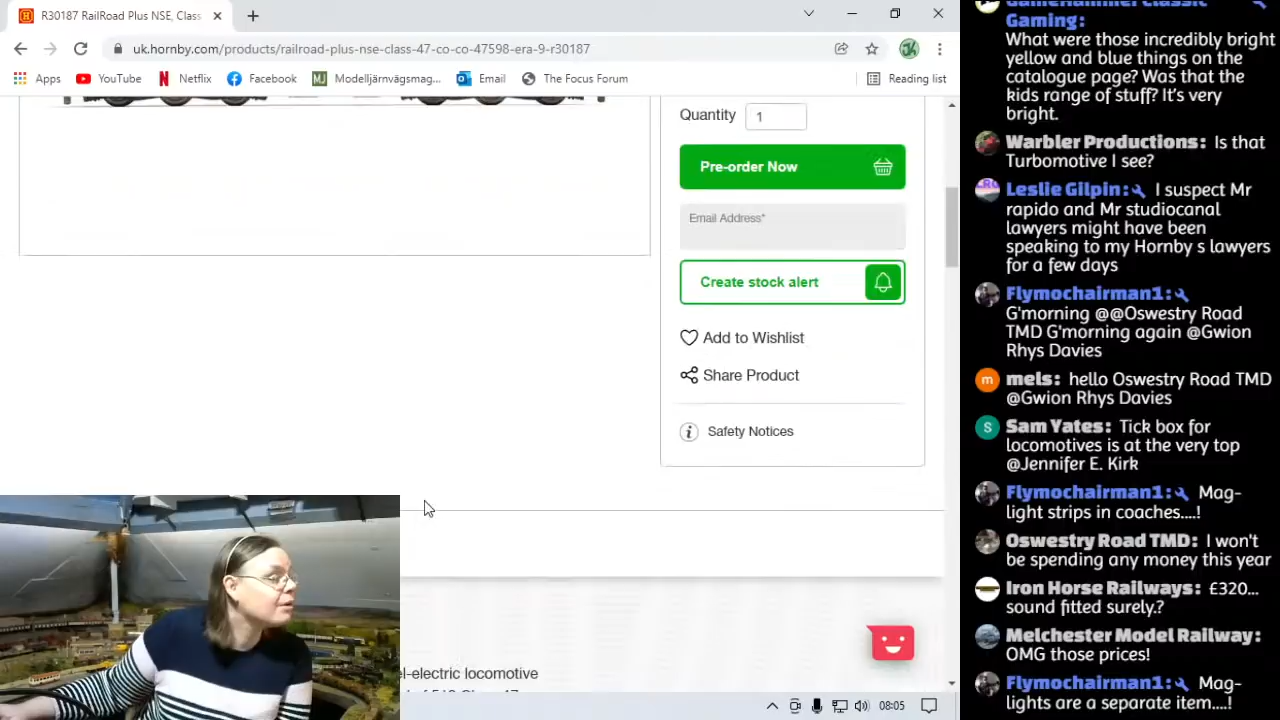 R30187 RailRoad Plus NSE, Class
uk.hornby.com/products/railroad-plus-nse-class-47-co-co-47598-era-9-r30187
Apps YouTube Netflix Facebook Modelljärnvägsmag... Email The Focus Forum Reading list
Quantity 1
Pre-order Now
Email Address*
Create stock alert
Add to Wishlist
Share Product
Safety Notices
el-electric locomotive
08:05
Gaming:
What were those incredibly bright
yellow and blue things on the
catalogue page? Was that the
kids range of stuff? It's very
bright.
Warbler Productions: Is that
Turbomotive I see?
Leslie Gilpin: I suspect Mr
rapido and Mr studiocanal
lawyers might have been
speaking to my Hornby s lawyers
for a few days
Flymochairman1:
G'morning @@Oswestry Road
TMD G'morning again @Gwion
Rhys Davies
m mels: hello Oswestry Road TMD
@Gwion Rhys Davies
S Sam Yates: Tick box for
locomotives is at the very top
@Jennifer E. Kirk
Flymochairman1: Mag-
light strips in coaches....!
Oswestry Road TMD: I won't
be spending any money this year
Iron Horse Railways: £320...
sound fitted surely.?
Melchester Model Railway:
OMG those prices!
Flymochairman1: Mag-
lights are a separate item....!